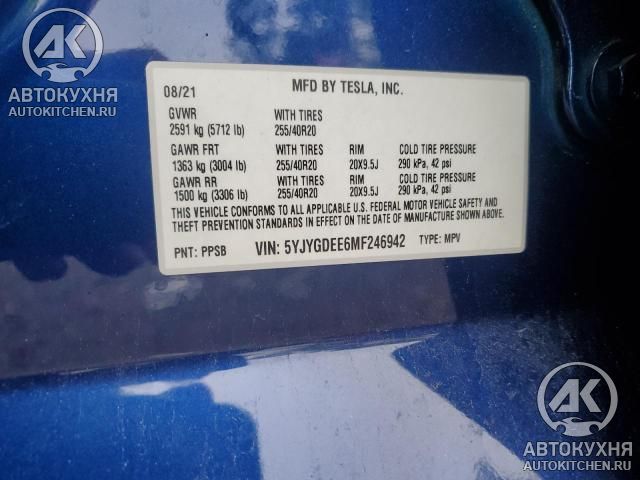 AK
АВТОКУХНЯ
AUTOKITCHEN.RU
08/21 MFD BY TESLA, INC.
GVWR WITH TIRES
2591 kg (5712 lb) 255/40R20
GAWR FRT WITH TIRES RIM COLD TIRE PRESSURE
1363 kg (3004 lb) 255/40R20 20X9.5J 290 kPa, 42 psi
GAWR RR WITH TIRES RIM COLD TIRE PRESSURE
1500 kg (3306 lb) 255/40R20 20X9.5J 290 kPa, 42 psi
THIS VEHICLE CONFORMS TO ALL APPLICABLE U.S. FEDERAL MOTOR VEHICLE SAFETY AND
THEFT PREVENTION STANDARDS IN EFFECT ON THE DATE OF MANUFACTURE SHOWN ABOVE.
PNT: PPSB VIN: 5YJYGDEE6MF246942 TYPE: MPV
AK
АВТОКУХНЯ
AUTOKITCHEN.RU